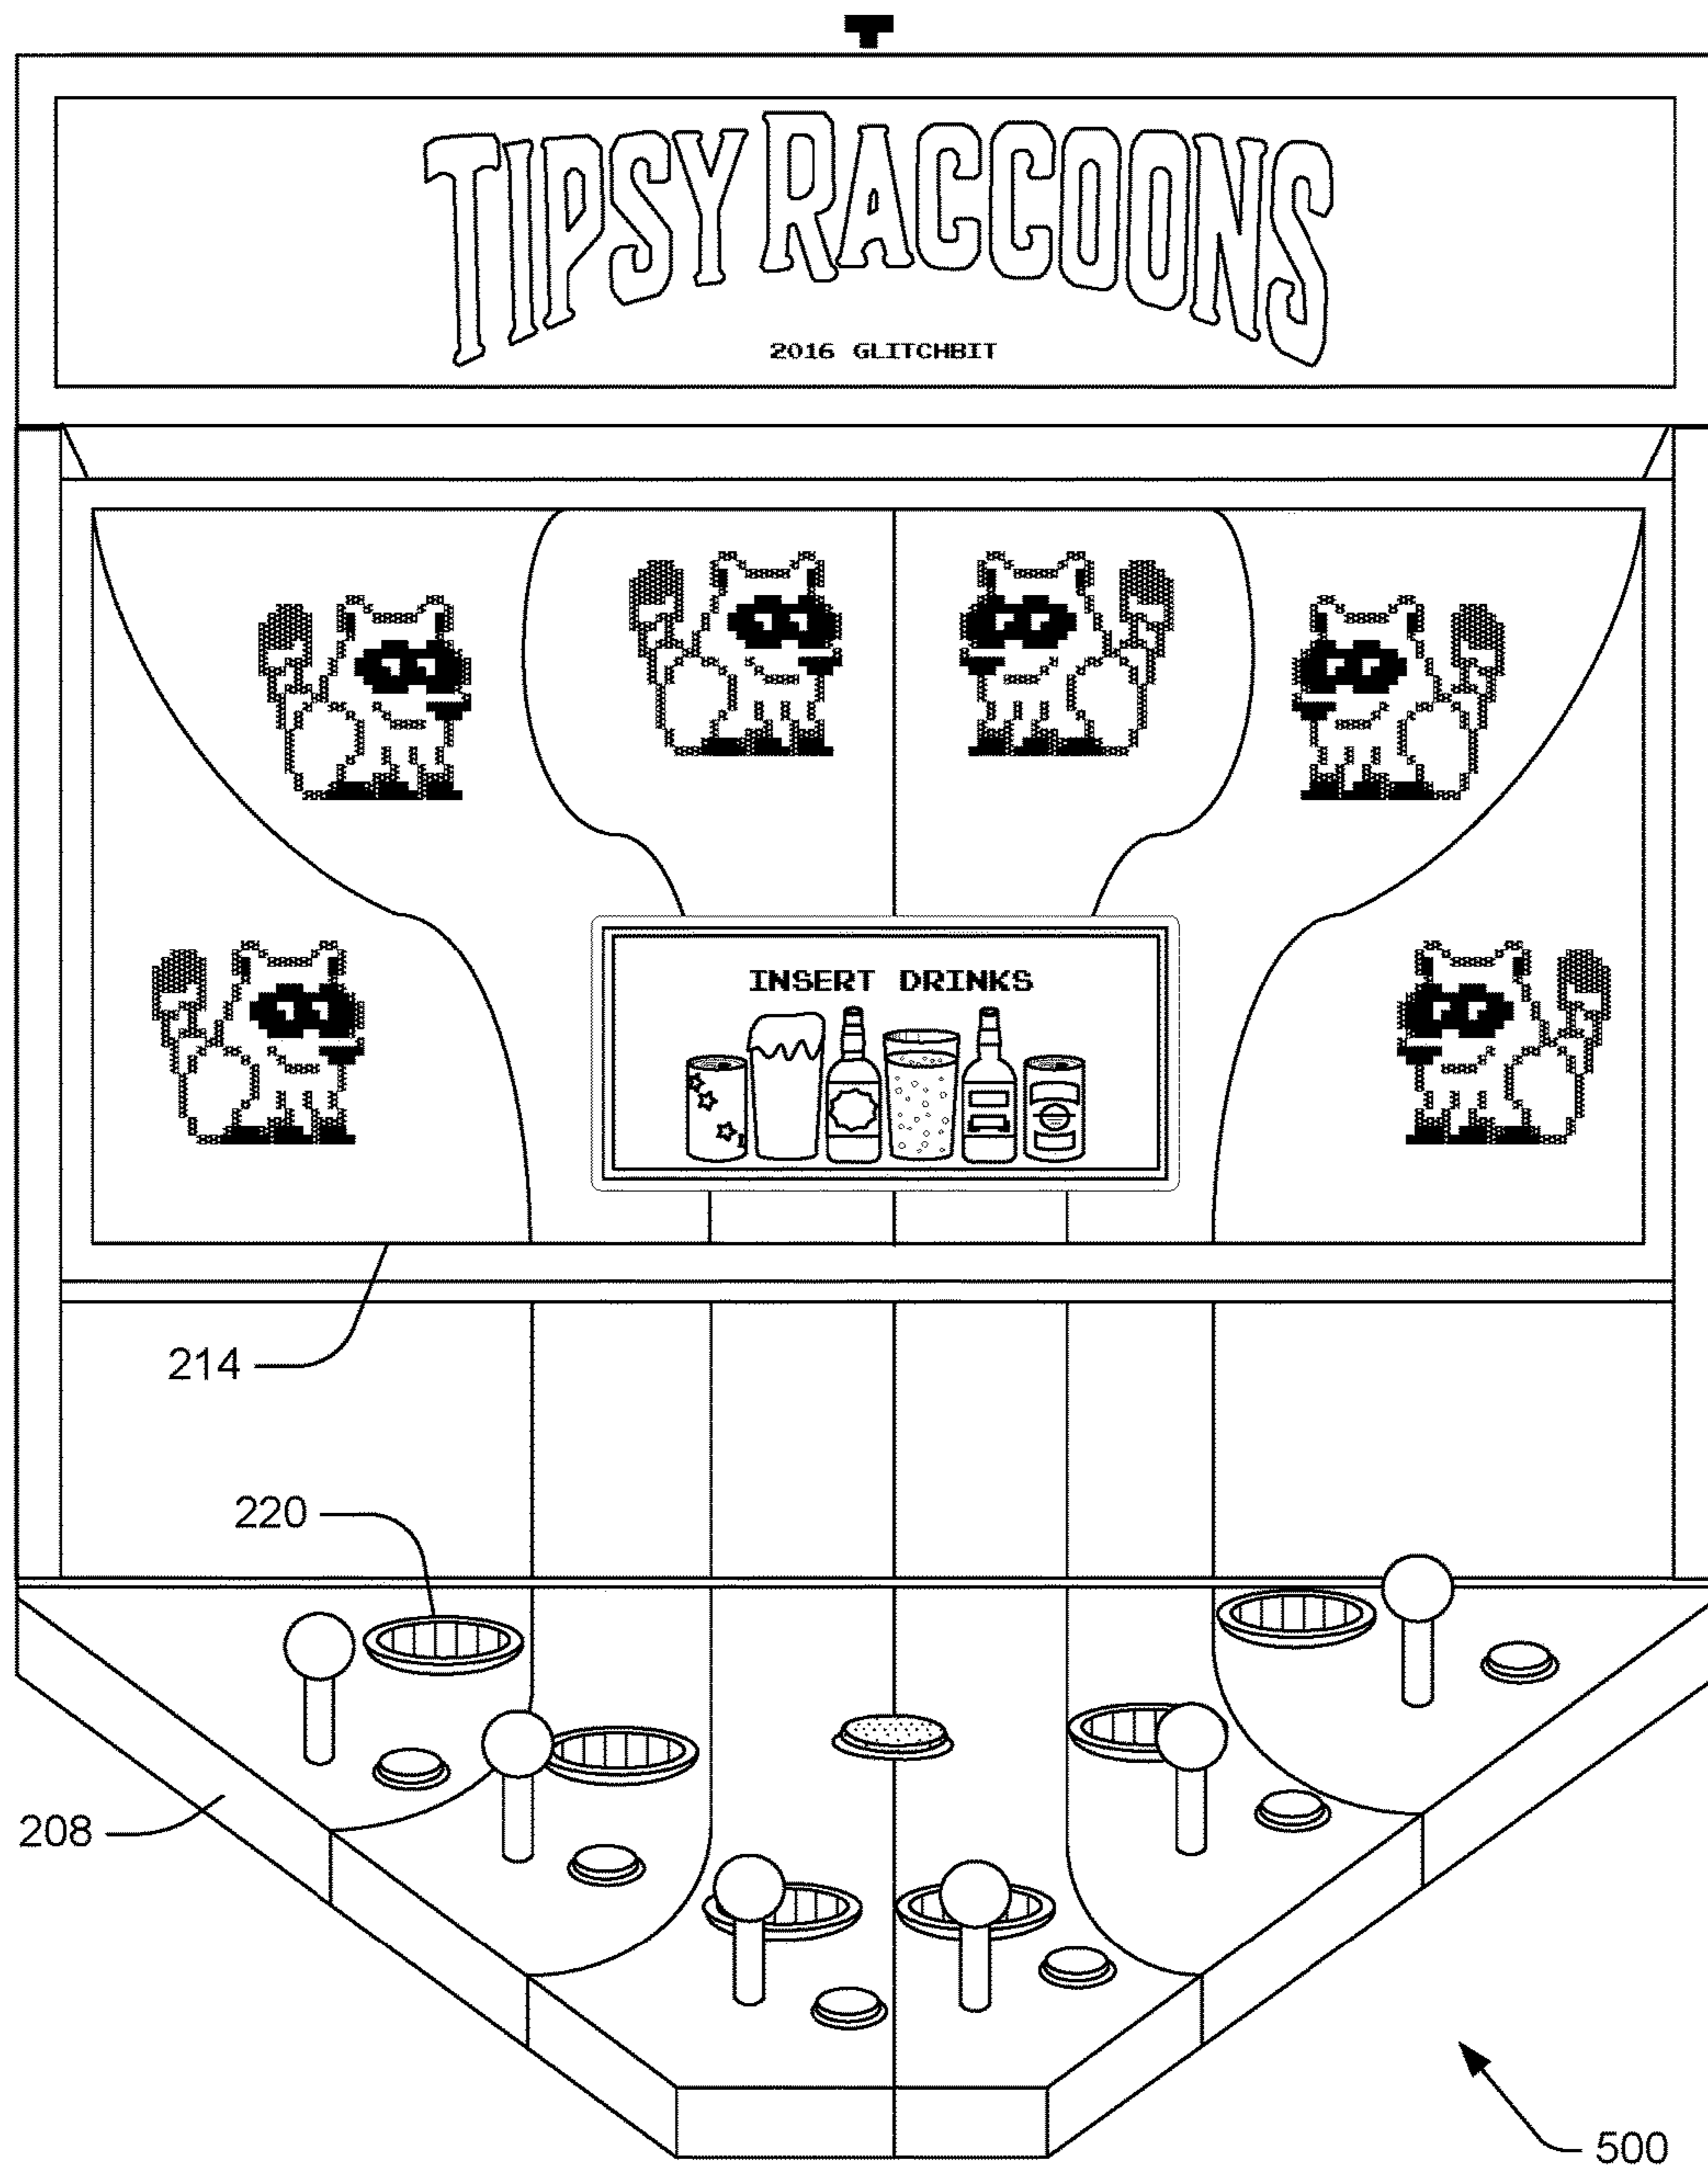 TIPSY RACCOONS
2016 GLITCHBIT
INSERT DRINKS
214
220
208
500